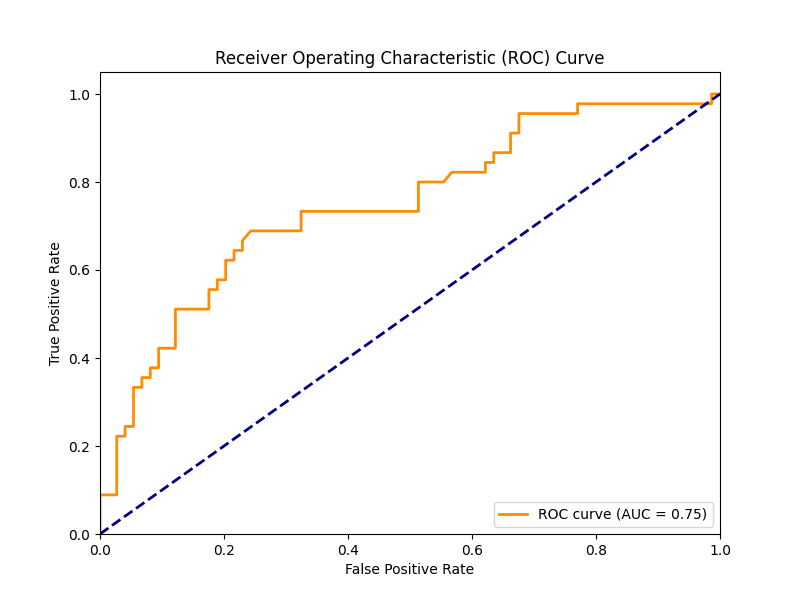 Receiver Operating Characteristic (ROC) Curve
1.0
0.8
0.6
0.4
0.2
0.0
True Positive Rate
ROC curve (AUC = 0.75)
0.0 0.2 0.4 0.6 0.8 1.0
False Positive Rate